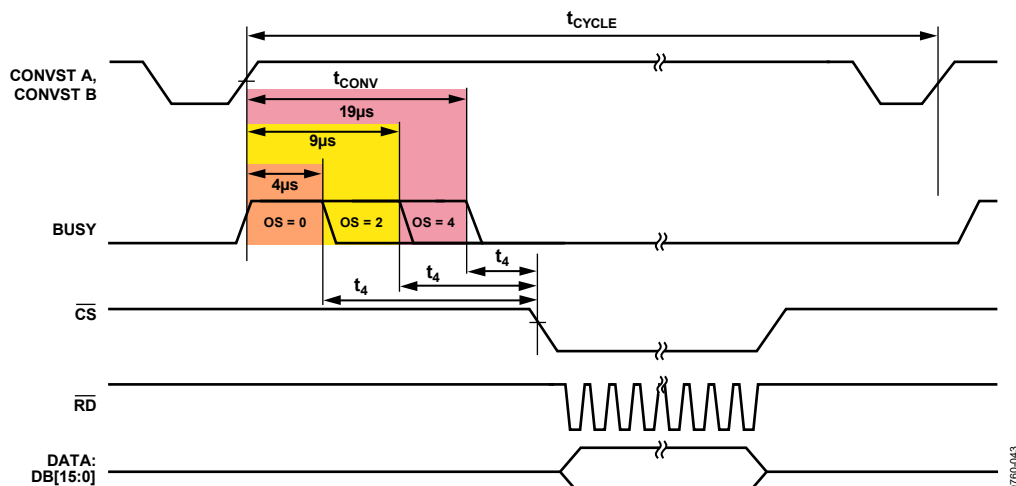 tCYCLE
CONVST A,
CONVST B
tCONV
19µs
9µs
4µs
BUSY
OS = 0
OS = 2
OS = 4
t4
t4
t4
CS
RD
DATA:
DB[15:0]